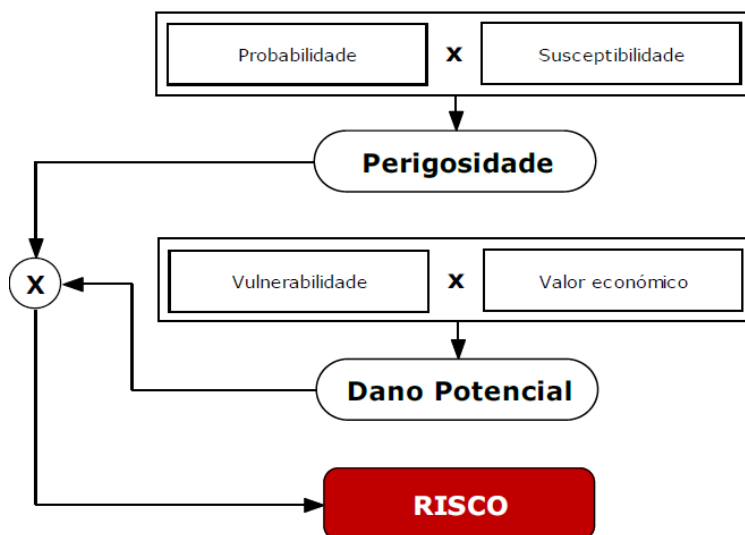 Probabilidade x Susceptibilidade
Perigosidade
X
Vulnerabilidade x Valor económico
Dano Potencial
RISCO